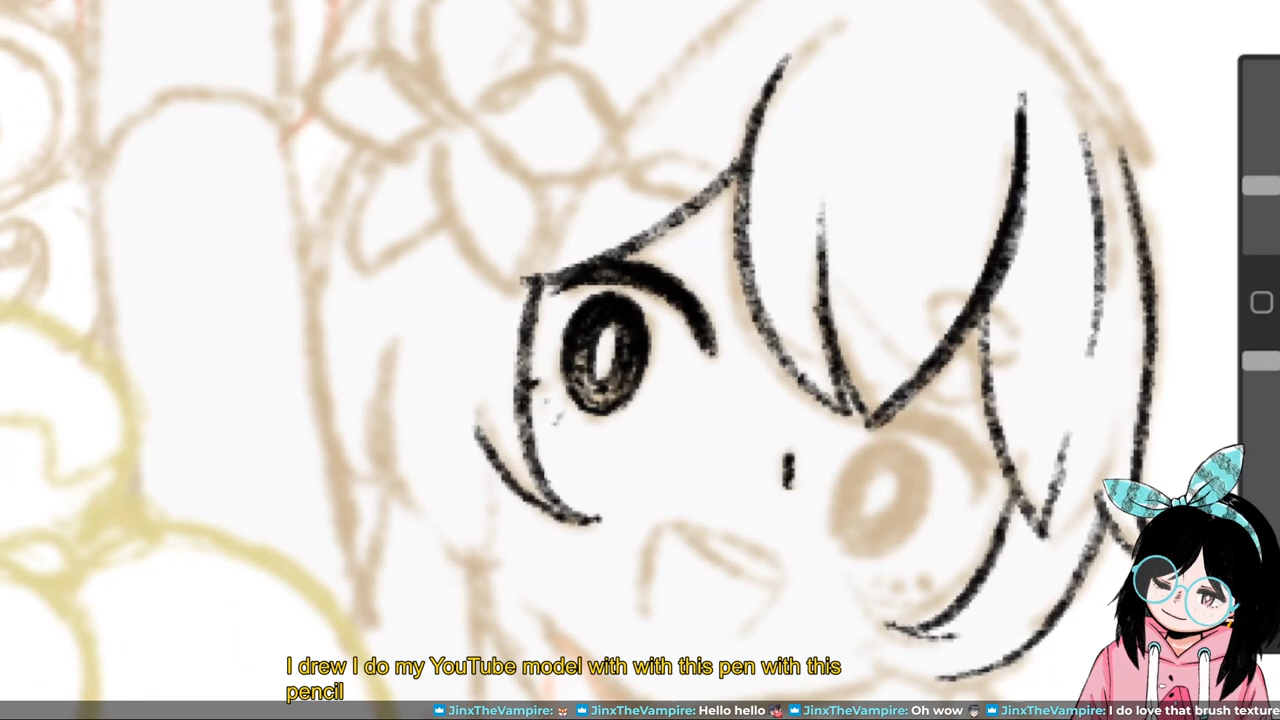 I drew I do my YouTube model with with this pen with this
pencil
JinxTheVampire: JinxTheVampire: Hello hello JinxTheVampire: Oh wow JinxTheVampire: I do love that brush texture